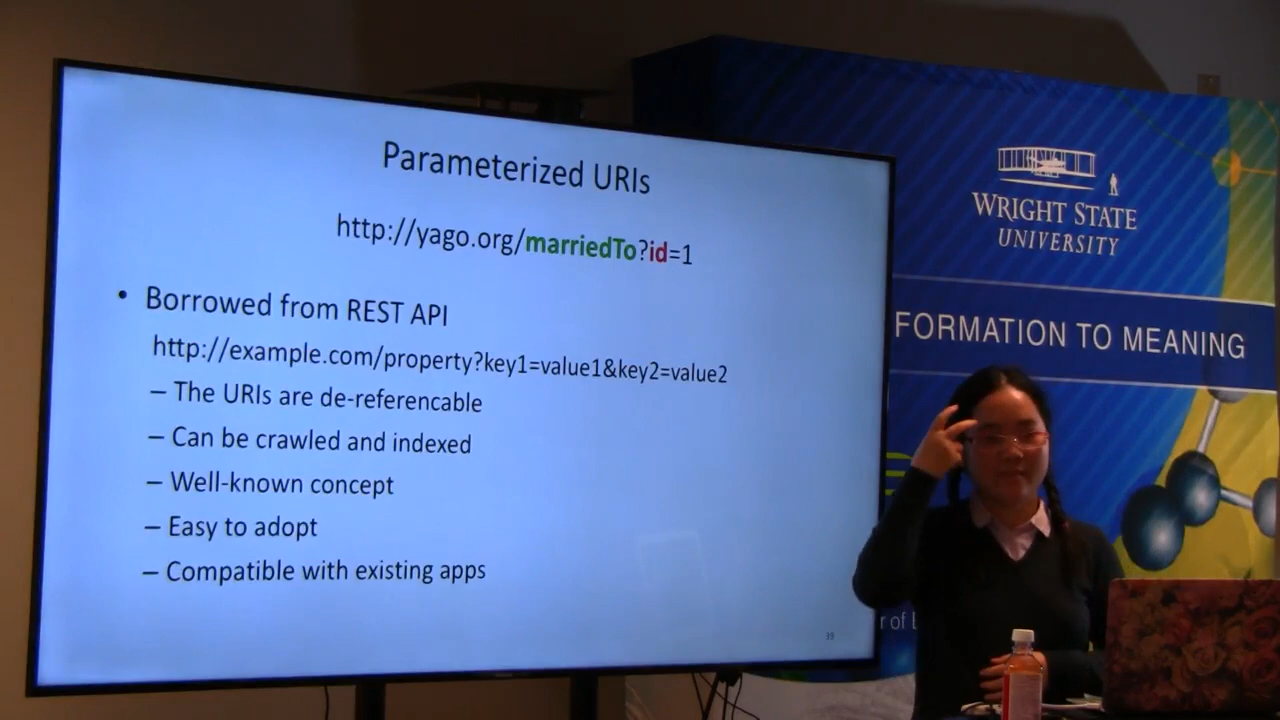 Parameterized URIs
http://yago.org/marriedTo?id=1
• Borrowed from REST API
http://example.com/property?key1=value1&key2=value2
– The URIs are de-referencable
– Can be crawled and indexed
– Well-known concept
– Easy to adopt
– Compatible with existing apps
39
WRIGHT STATE
UNIVERSITY
FORMATION TO MEANING
r of